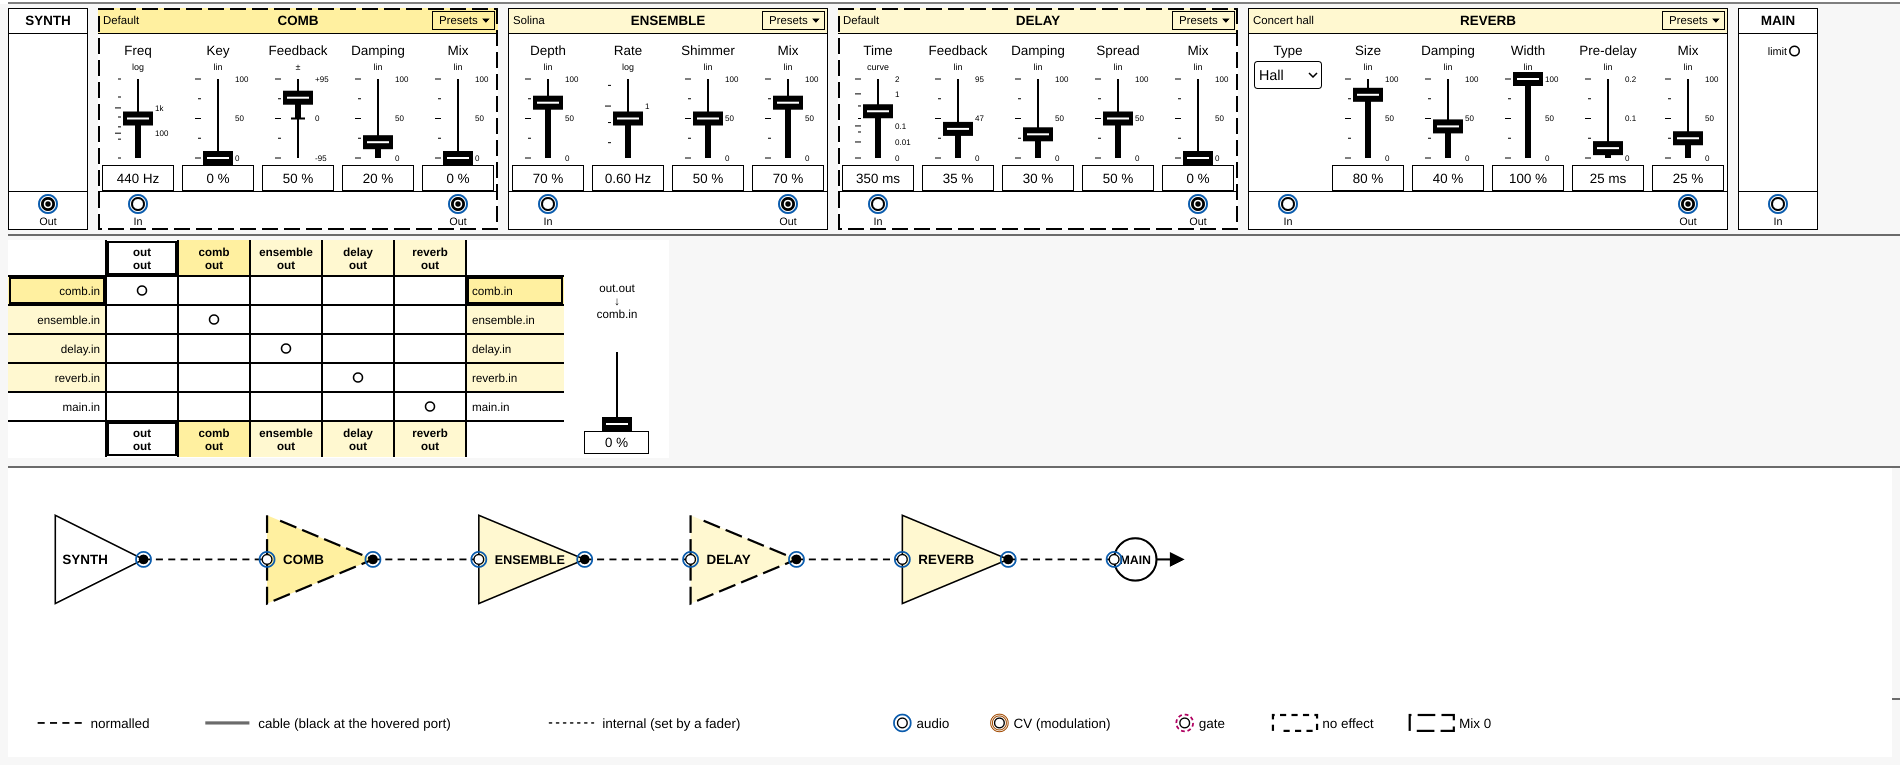 SYNTH
Default COMB Presets
Solina ENSEMBLE Presets
Default DELAY Presets
Concert hall REVERB Presets
MAIN
Freq Key Feedback Damping Mix
log lin ± lin lin
1k 100
100 50 0
+95 0 -95
100 50 0
100 50 0
440 Hz 0 % 50 % 20 % 0 %
Depth Rate Shimmer Mix
lin log lin lin
100 50 0
1
100 50 0
100 50 0
70 % 0.60 Hz 50 % 70 %
Time Feedback Damping Spread Mix
curve lin lin lin lin
2 1 0.1 0.01 0
95 47 0
100 50 0
100 50 0
100 50 0
350 ms 35 % 30 % 50 % 0 %
Type Size Damping Width Pre-delay Mix
Hall
lin lin lin lin lin
100 50 0
100 50 0
100 50 0
0.2 0.1 0
100 50 0
80 % 40 % 100 % 25 ms 25 %
limit
Out In Out In Out In Out In Out In
out comb ensemble delay reverb
out out out out out
comb.in comb.in
ensemble.in ensemble.in
delay.in delay.in
reverb.in reverb.in
main.in main.in
out comb ensemble delay reverb
out out out out out
out.out
↓
comb.in
0 %
SYNTH COMB ENSEMBLE DELAY REVERB MAIN
normalled cable (black at the hovered port) internal (set by a fader) audio CV (modulation) gate no effect Mix 0